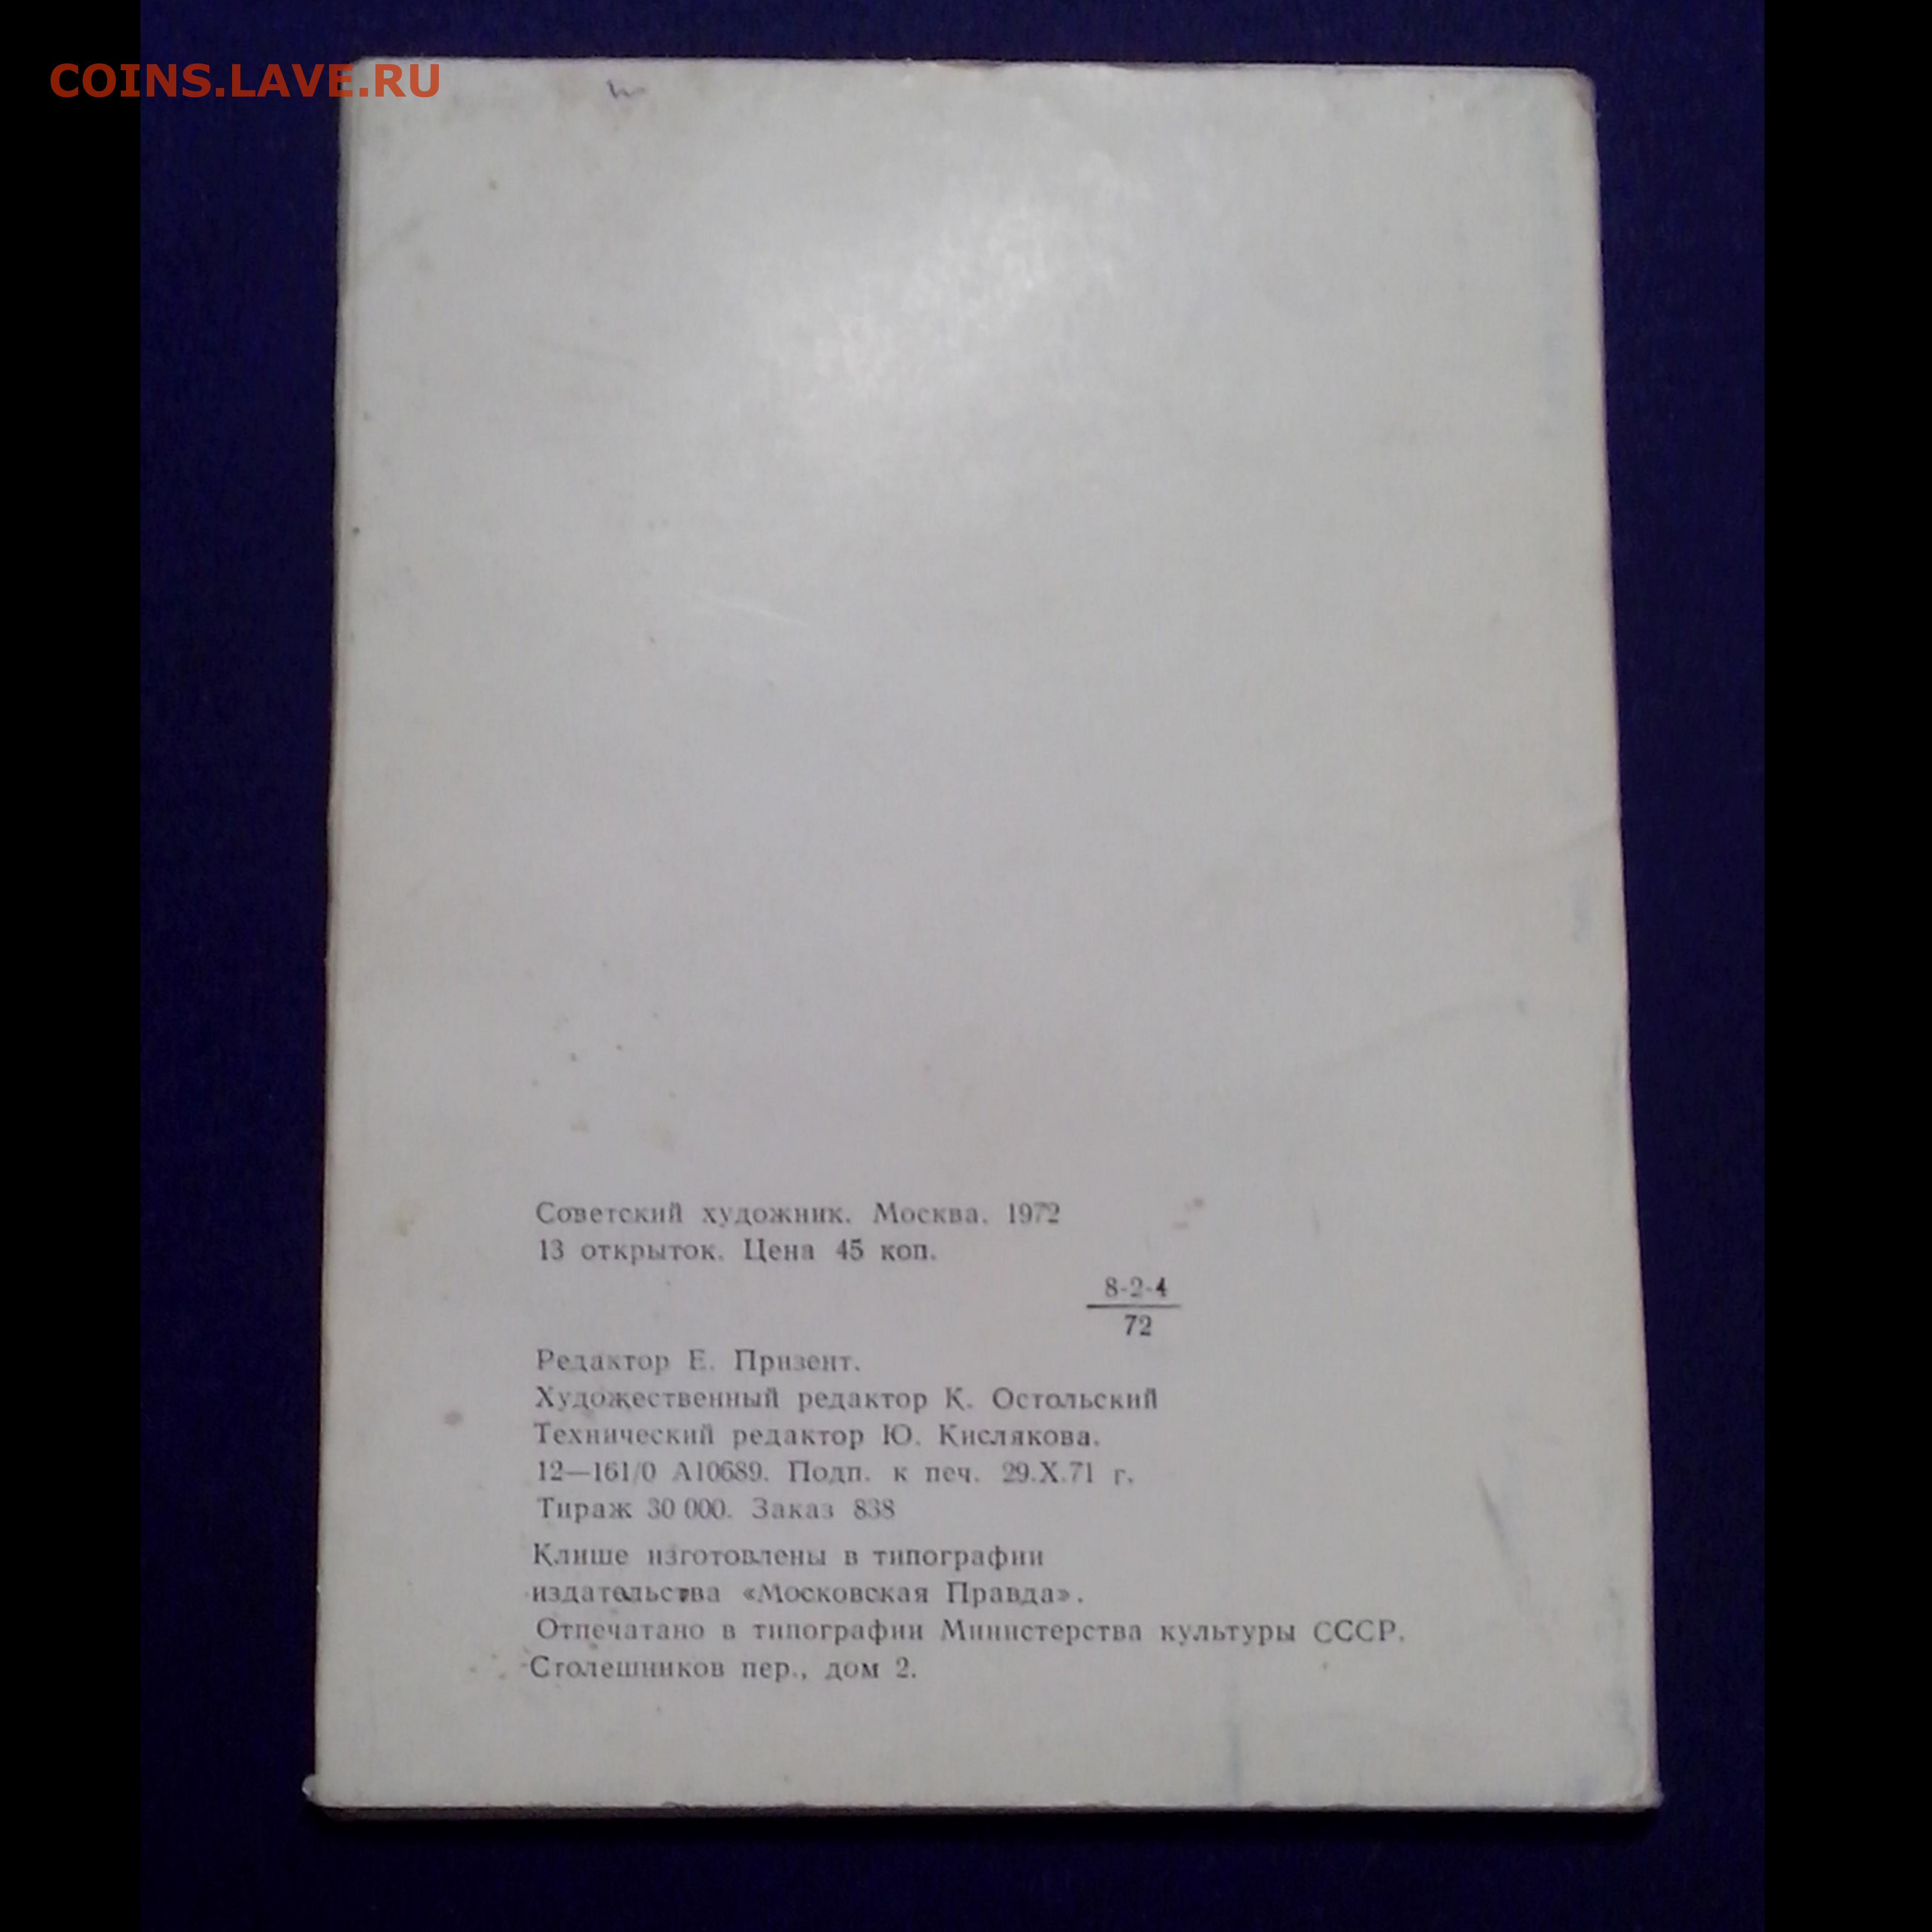 COINS.LAVE.RU
Советский художник. Москва. 1972
13 открыток. Цена 45 коп.
8-2-4
72
Редактор Е. Призент.
Художественный редактор К. Остольский
Технический редактор Ю. Кислякова.
12—161/0 А10689. Подп. к печ. 29.X.71 г.
Тираж 30 000. Заказ 838
Клише изготовлены в типографии
издательства «Московская Правда».
Отпечатано в типографии Министерства культуры СССР.
Столешников пер., дом 2.